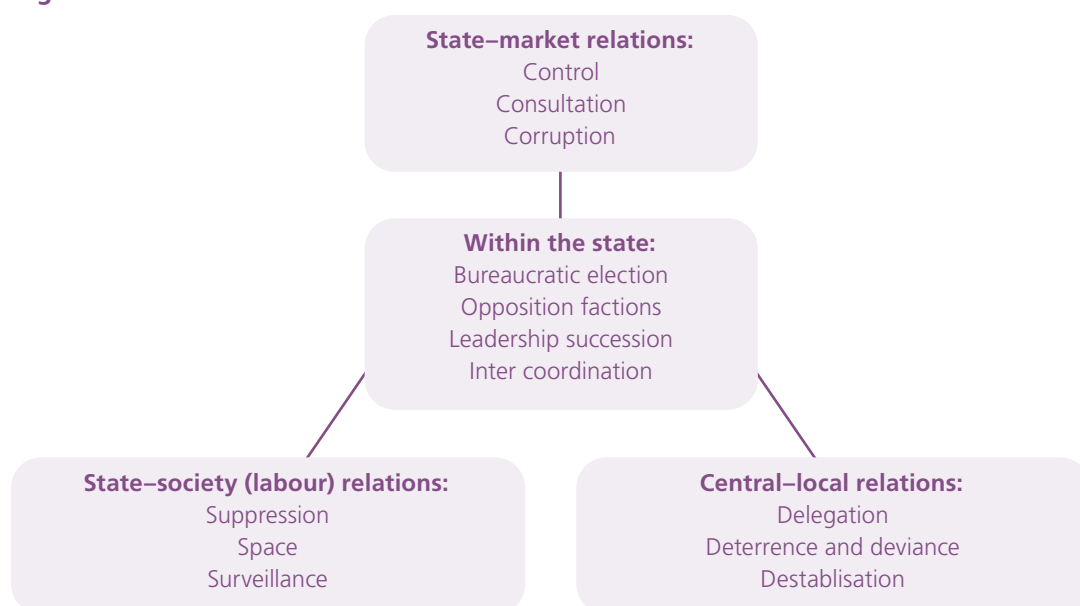 State–market relations:
Control
Consultation
Corruption
Within the state:
Bureaucratic election
Opposition factions
Leadership succession
Inter coordination
State–society (labour) relations:
Suppression
Space
Surveillance
Central–local relations:
Delegation
Deterrence and deviance
Destablisation